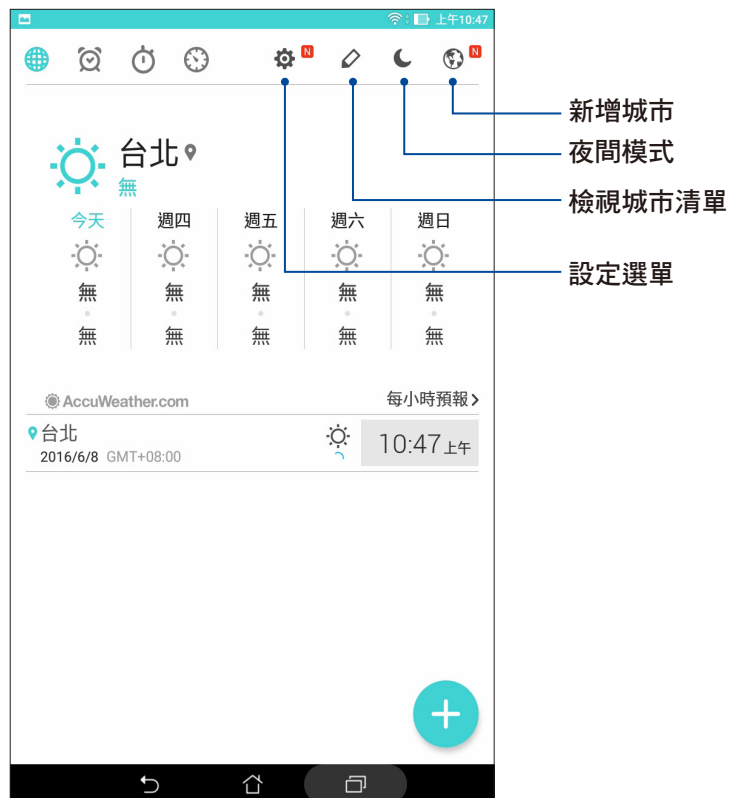 上午10:47
N
N
新增城市
夜間模式
檢視城市清單
設定選單
台北
無
今天 週四 週五 週六 週日
無 無 無 無 無
無 無 無 無 無
AccuWeather.com 每小時預報
台北
2016/6/8 GMT+08:00
10:47上午